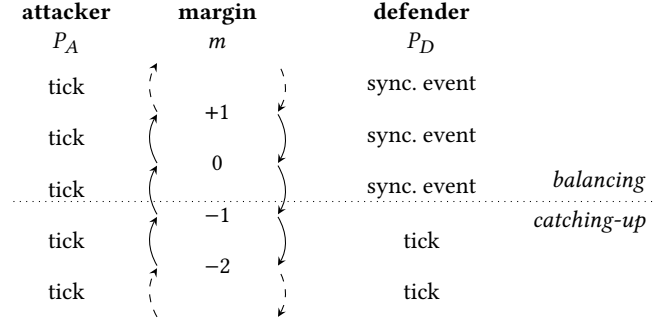 attacker margin defender
P_A m P_D
tick sync. event
+1
tick sync. event
0
tick sync. event balancing
−1 catching-up
tick tick
−2
tick tick